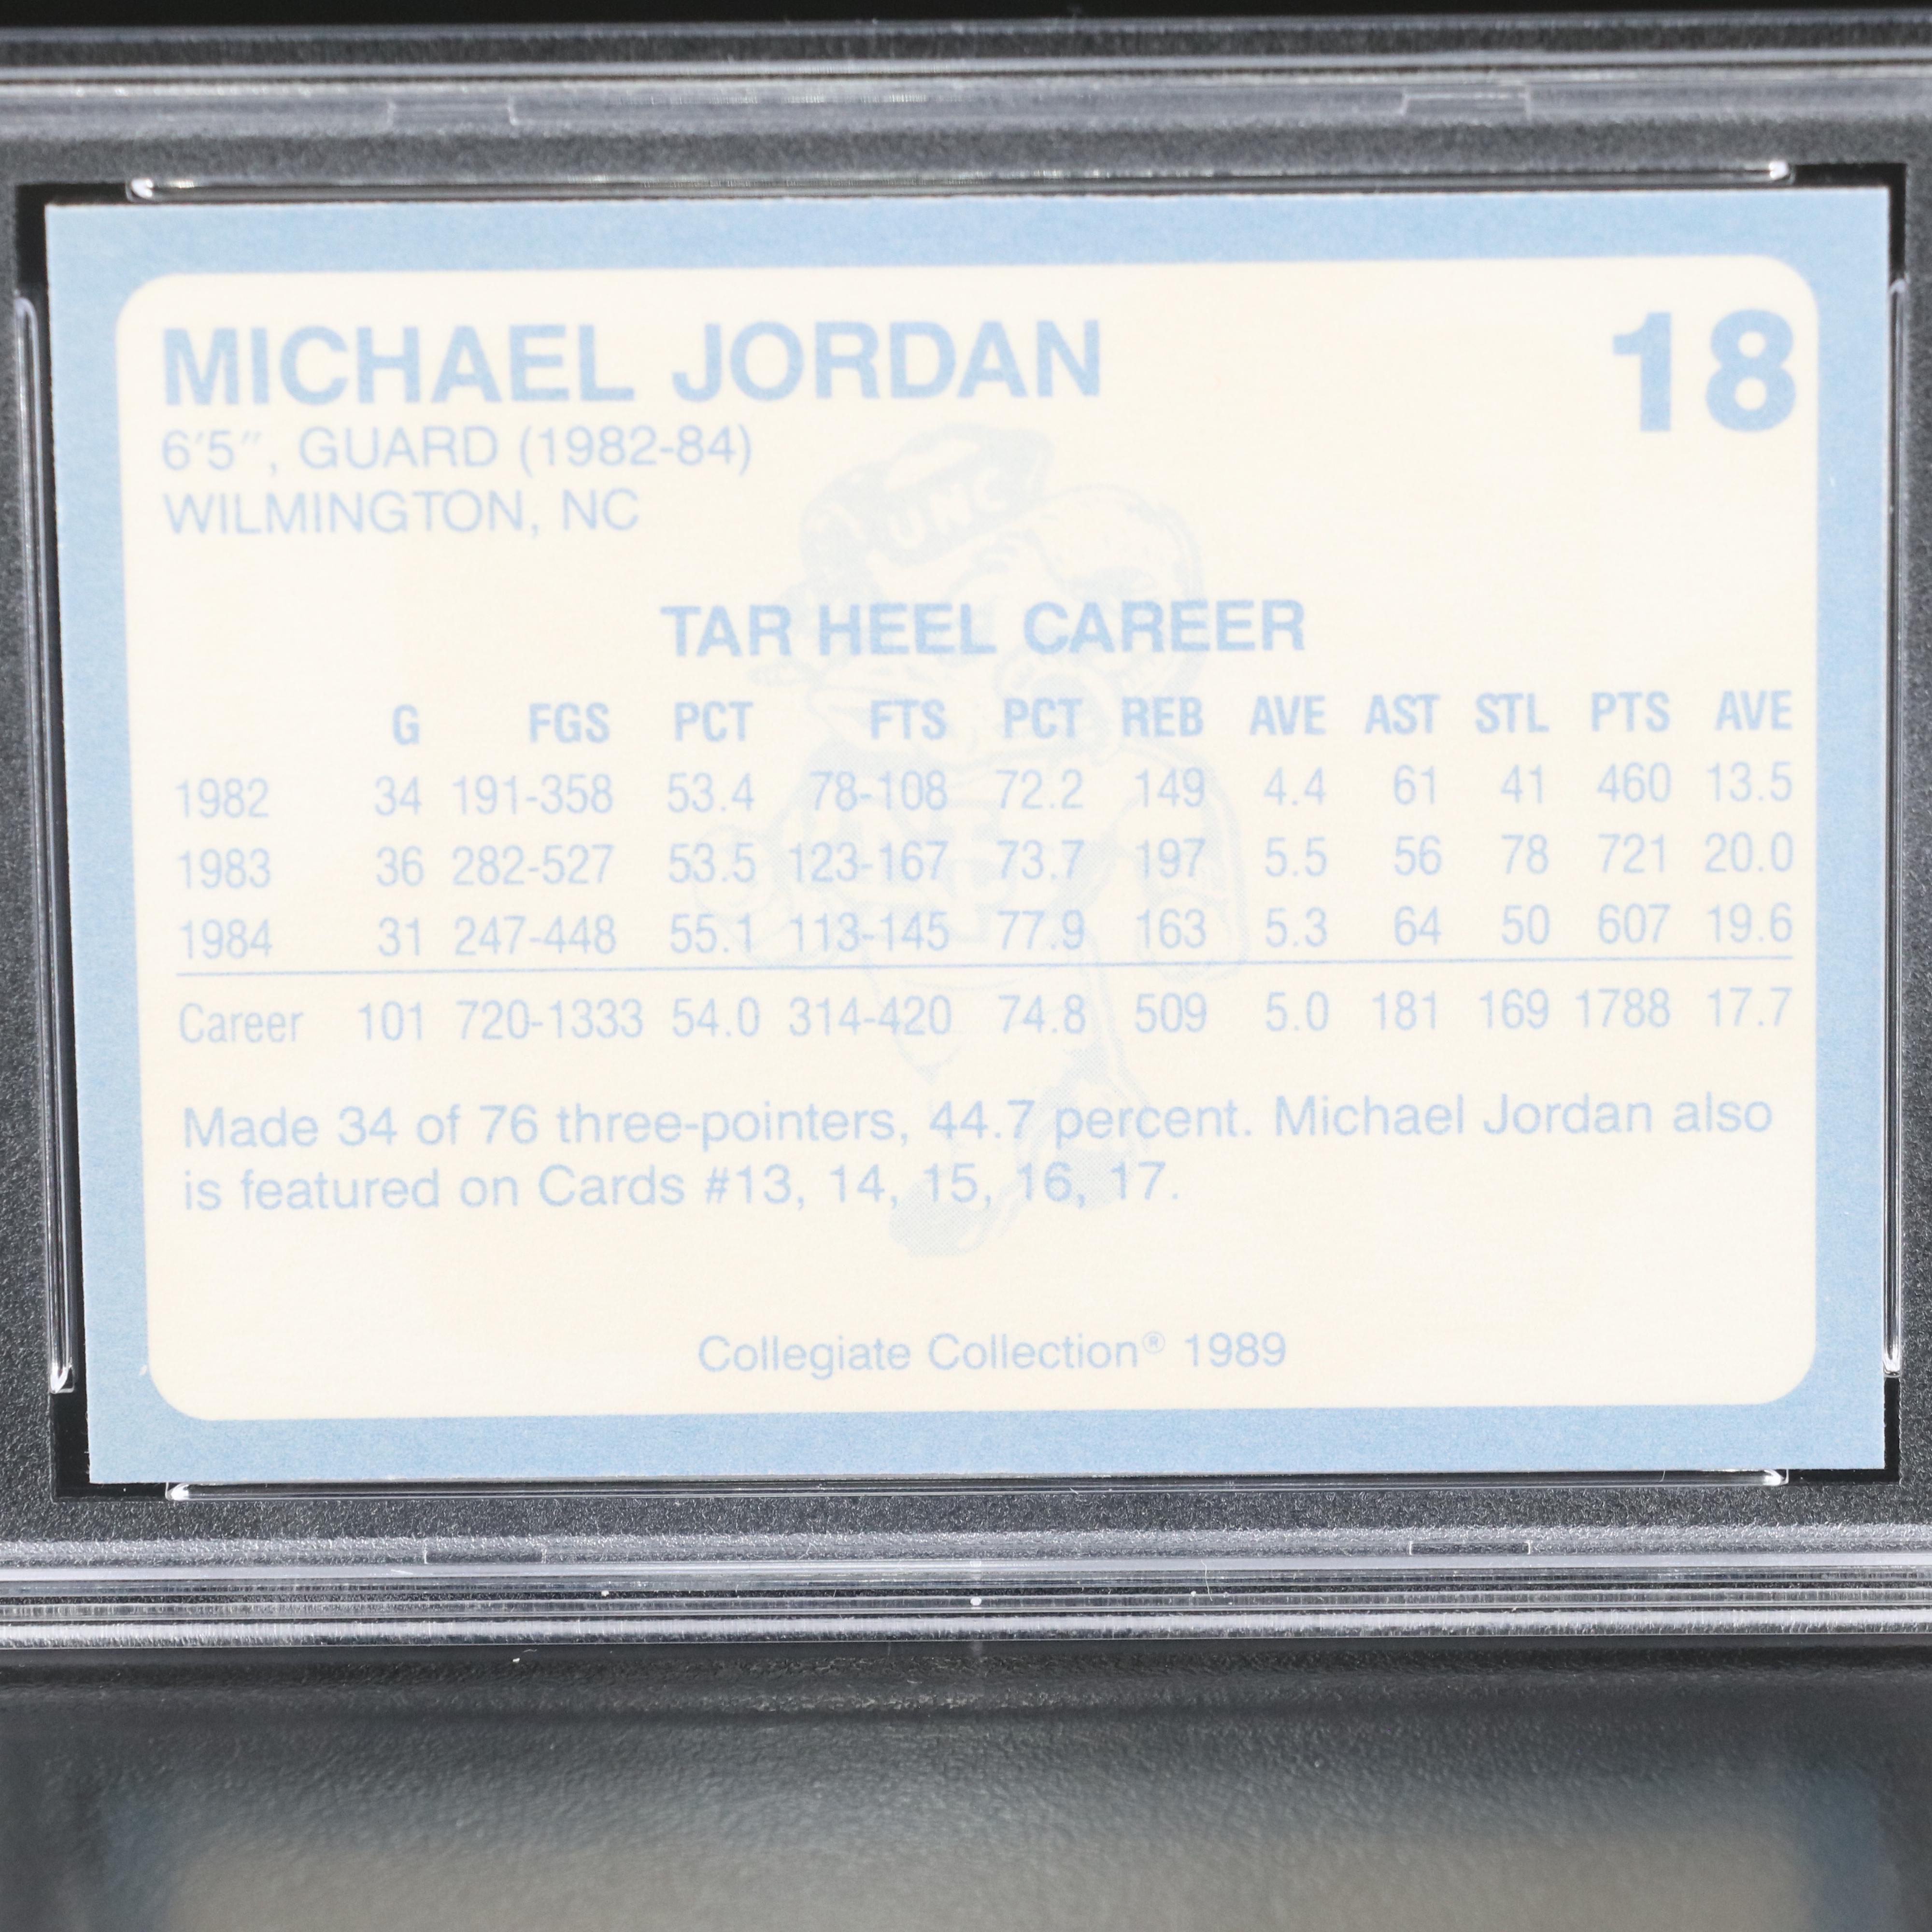 MICHAEL JORDAN 18
6'5", GUARD (1982-84)
WILMINGTON, NC
UNC
TAR HEEL CAREER
G FGS PCT FTS PCT REB AVE AST STL PTS AVE
1982 34 191-358 53.4 78-108 72.2 149 4.4 61 41 460 13.5
1983 36 282-527 53.5 123-167 73.7 197 5.5 56 78 721 20.0
1984 31 247-448 55.1 113-145 77.9 163 5.3 64 50 607 19.6
Career 101 720-1333 54.0 314-420 74.8 509 5.0 181 169 1788 17.7
Made 34 of 76 three-pointers, 44.7 percent. Michael Jordan also
is featured on Cards #13, 14, 15, 16, 17.
Collegiate Collection® 1989